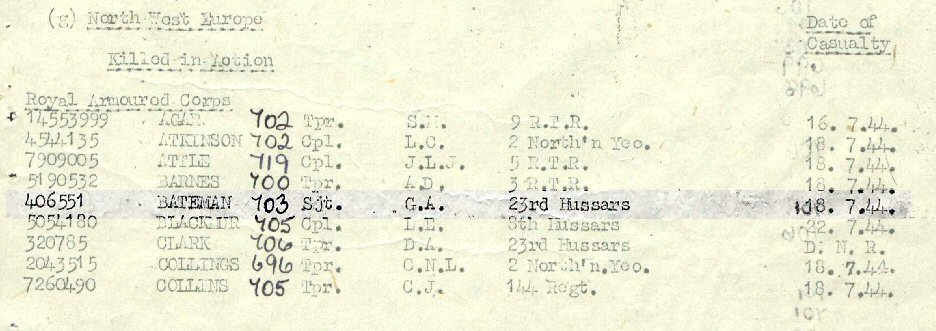 (g) North West Europe Date of
Killed in Action Casualty
Royal Armoured Corps
14553999 AGAR 702 Tpr. S.H. 9 R.T.R. 16. 7.44.
4544135 ATKINSON 702 Cpl. L.C. 2 North'n Yeo. 18. 7.44.
7909005 ATTLE 719 Cpl. J.L.J. 5 R.T.R. 18. 7.44.
5190532 BARNES 700 Tpr. A.D. 3 R.T.R. 18. 7.44.
406551 BATEMAN 703 Sjt. G.A. 23rd Hussars 18. 7.44.
5054180 705 Cpl. L.E. 8th Hussars 22. 7.44.
320785 CLARK 706 Tpr. D.A. 23rd Hussars D. N. R.
2043515 COLLINGS 696 Tpr. C.N.L. 2 North'n Yeo. 18. 7.44.
7260490 COLLINS 705 Tpr. C.J. 144 Regt. 18. 7.44.